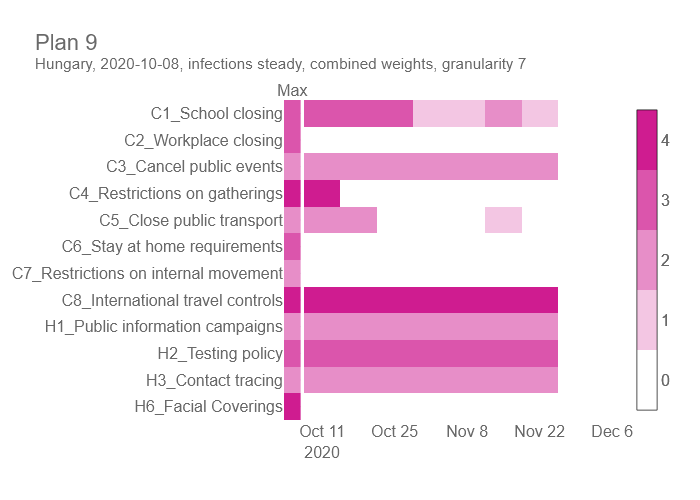 Plan 9
Hungary, 2020-10-08, infections steady, combined weights, granularity 7
Max
C1_School closing
C2_Workplace closing
C3_Cancel public events
C4_Restrictions on gatherings
C5_Close public transport
C6_Stay at home requirements
C7_Restrictions on internal movement
C8_International travel controls
H1_Public information campaigns
H2_Testing policy
H3_Contact tracing
H6_Facial Coverings
4
3
2
1
0
Oct 11 Oct 25 Nov 8 Nov 22 Dec 6
2020